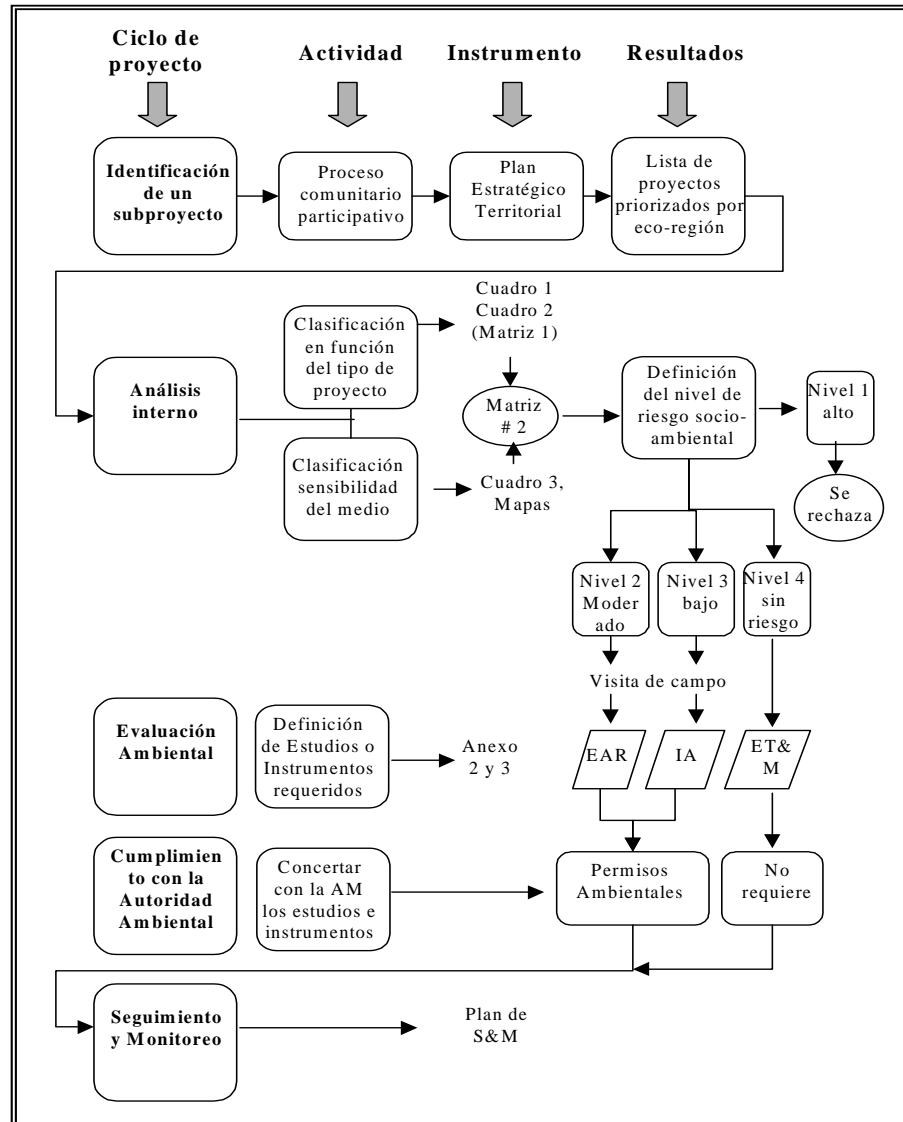 Ciclo de
proyecto
Actividad
Instrumento
Resultados
Identificación
de un
subproyecto
Proceso
comunitario
participativo
Plan
Estratégico
Territorial
Lista de
proyectos
priorizados por
eco-región
Análisis
interno
Clasificación
en función
del tipo de
proyecto
Clasificación
sensibilidad
del medio
Cuadro 1
Cuadro 2
(Matriz 1)
Matriz
# 2
Cuadro 3,
Mapas
Definición
del nivel de
riesgo socio-
ambiental
Nivel 1
alto
Se
rechaza
Nivel 2
Moder
ado
Nivel 3
bajo
Nivel 4
sin
riesgo
Visita de campo
Evaluación
Ambiental
Definición
de Estudios o
Instrumentos
requeridos
Anexo
2 y 3
EAR
IA
ET&
M
Cumplimie
nto con la
Autoridad
Ambiental
Concertar
con la AM
los estudios e
instrumentos
Permisos
Ambientales
No
requiere
Seguimiento
y Monitoreo
Plan de
S&M